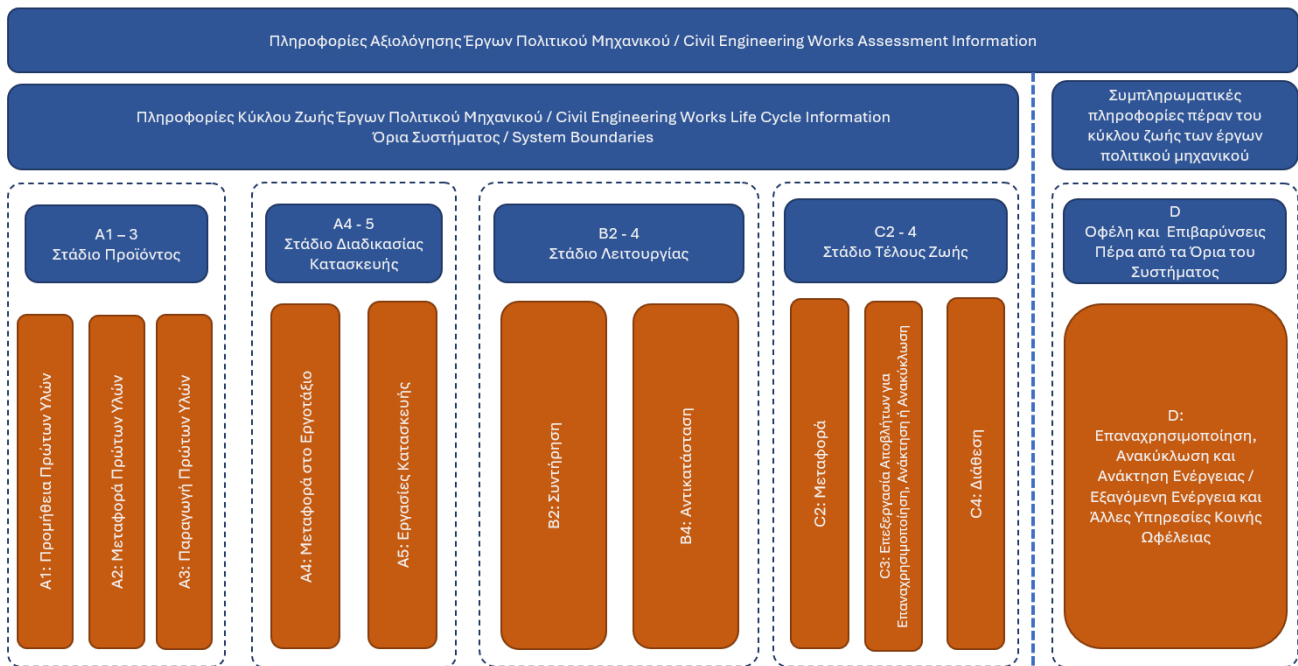 Πληροφορίες Αξιολόγησης Έργων Πολιτικού Μηχανικού / Civil Engineering Works Assessment Information
Πληροφορίες Κύκλου Ζωής Έργων Πολιτικού Μηχανικού / Civil Engineering Works Life Cycle Information
Όρια Συστήματος / System Boundaries
Συμπληρωματικές
πληροφορίες πέραν του
κύκλου ζωής των έργων
πολιτικού μηχανικού
A1 – 3
Στάδιο Προϊόντος
A4 - 5
Στάδιο Διαδικασίας
Κατασκευής
B2 - 4
Στάδιο Λειτουργίας
C2 - 4
Στάδιο Τέλους Ζωής
D
Οφέλη και Επιβαρύνσεις
Πέρα από τα Όρια του
Συστήματος
A1: Προμήθεια Πρώτων Υλών
A2: Μεταφορά Πρώτων Υλών
A3: Παραγωγή Πρώτων Υλών
A4: Μεταφορά στο Εργοτάξιο
A5: Εργασίες Κατασκευής
B2: Συντήρηση
B4: Αντικατάσταση
C2: Μεταφορά
C3: Επεξεργασία Αποβλήτων για
Επαναχρησιμοποίηση, Ανάκτηση ή Ανακύκλωση
C4: Διάθεση
D:
Επαναχρησιμοποίηση,
Ανακύκλωση και
Ανάκτηση Ενέργειας /
Εξαγόμενη Ενέργεια και
Άλλες Υπηρεσίες Κοινής
Ωφέλειας